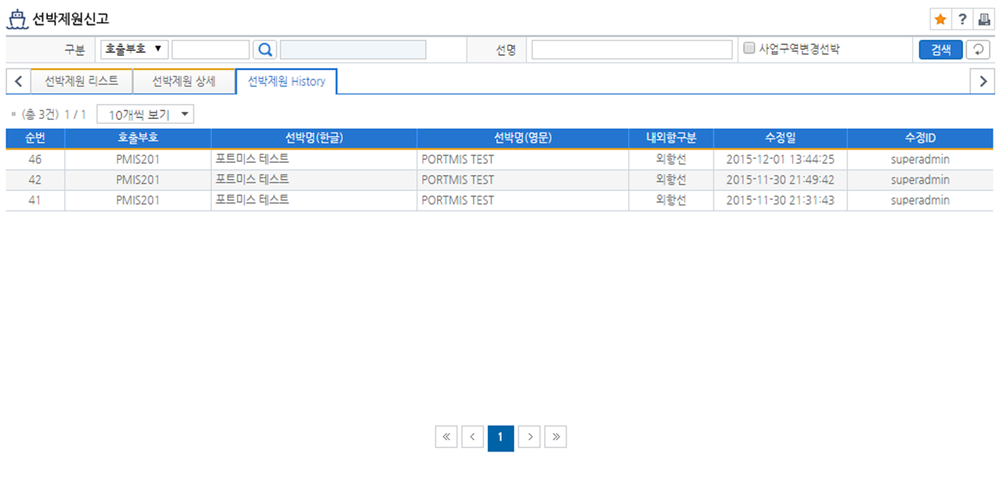 선박제원신고
?
구분 호출부호 ▼ 선명 사업구역변경선박 검색
선박제원 리스트 선박제원 상세 선박제원 History
(총 3건) 1 / 1 10개씩 보기
순번 호출부호 선박명(한글) 선박명(영문) 내외항구분 수정일 수정ID
46 PMIS201 포트미스 테스트 PORTMIS TEST 외항선 2015-12-01 13:44:25 superadmin
42 PMIS201 포트미스 테스트 PORTMIS TEST 외항선 2015-11-30 21:49:42 superadmin
41 PMIS201 포트미스 테스트 PORTMIS TEST 외항선 2015-11-30 21:31:43 superadmin
« < 1 > »